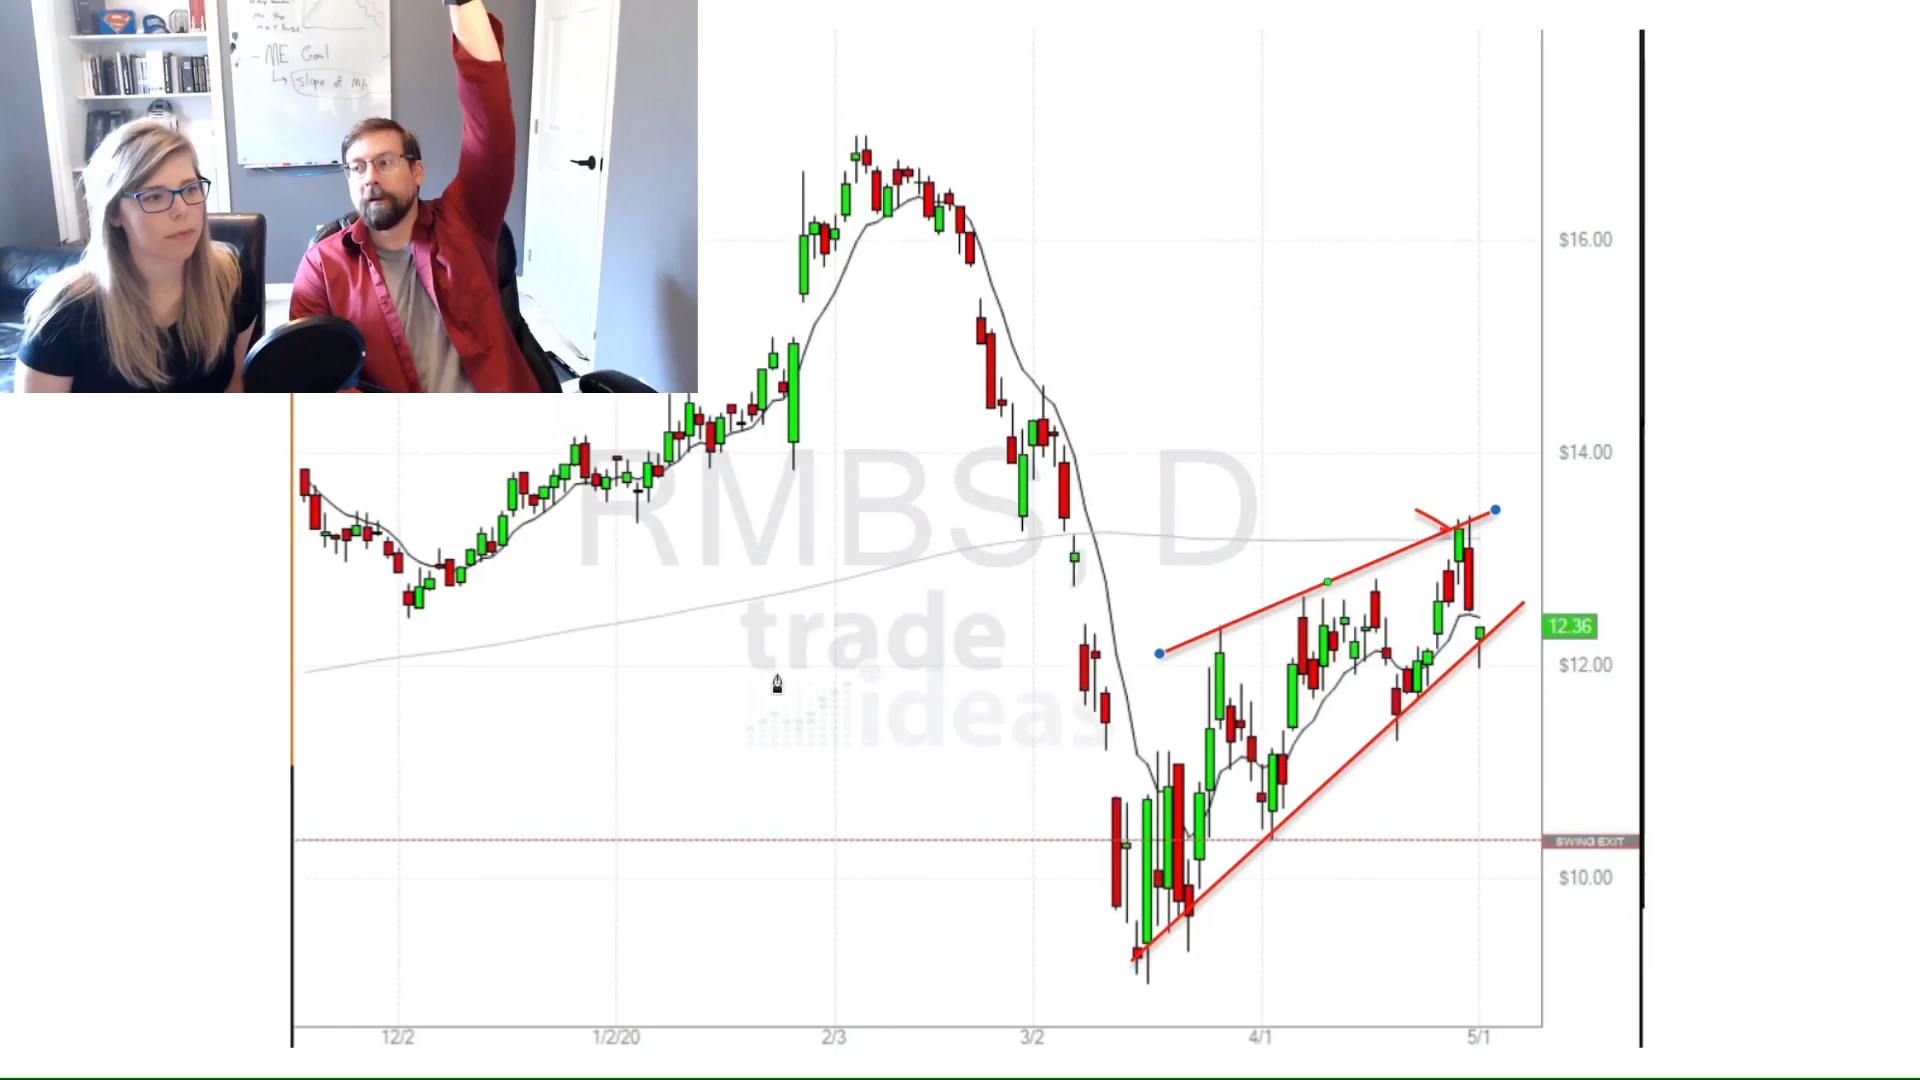 ME Goal
slope of MA
$16.00
$14.00
RMBS, D
12.36
$12.00
trade
ideas
SWING EXIT
$10.00
12/2
1/2/20
2/3
3/2
4/1
5/1